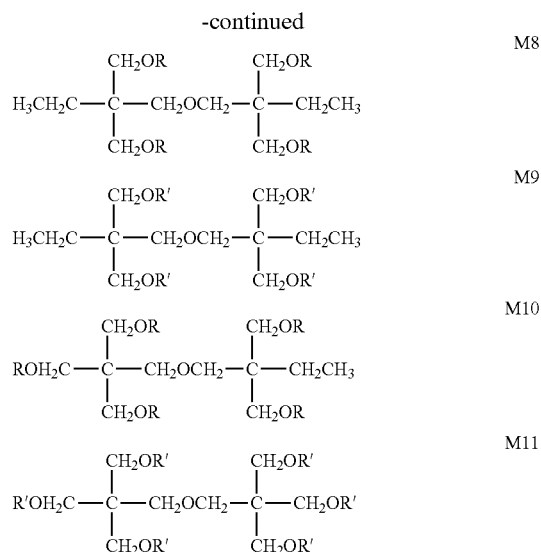 -continued
M8
CH2OR CH2OR
H3CH2C—C—CH2OCH2—C—CH2CH3
CH2OR CH2OR
M9
CH2OR′ CH2OR′
H3CH2C—C—CH2OCH2—C—CH2CH3
CH2OR′ CH2OR′
M10
CH2OR CH2OR
ROH2C—C—CH2OCH2—C—CH2CH3
CH2OR CH2OR
M11
CH2OR′ CH2OR′
R′OH2C—C—CH2OCH2—C—CH2OR′
CH2OR′ CH2OR′